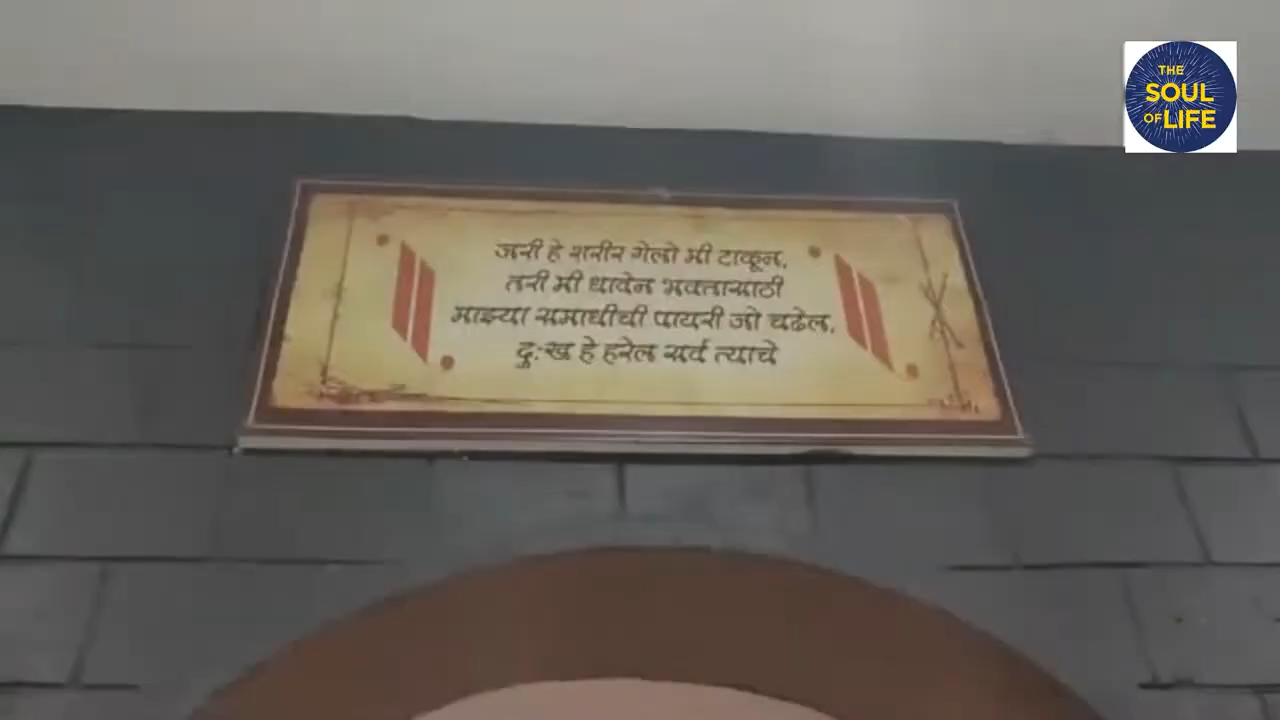 जरी हे शरीर गेलो मी टाकून,
तरी मी धावेन भक्तासाठी
माझ्या समाधीची पायरी जो चढेल,
दुःख हे हरेल सर्व त्याचे
THE
SOUL
OF LIFE